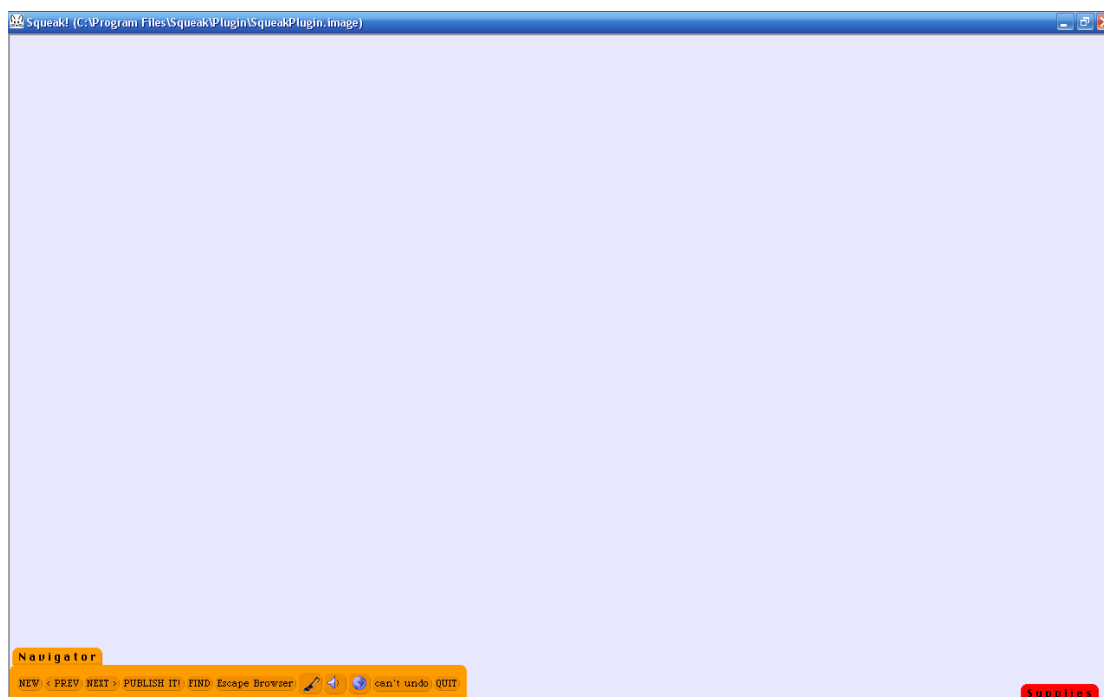 Squeak! (C:\Program Files\Squeak\Plugin\SqueakPlugin.image)
Navigator
NEW < PREV NEXT > PUBLISH IT! FIND Escape Browser can't undo QUIT
Supplies